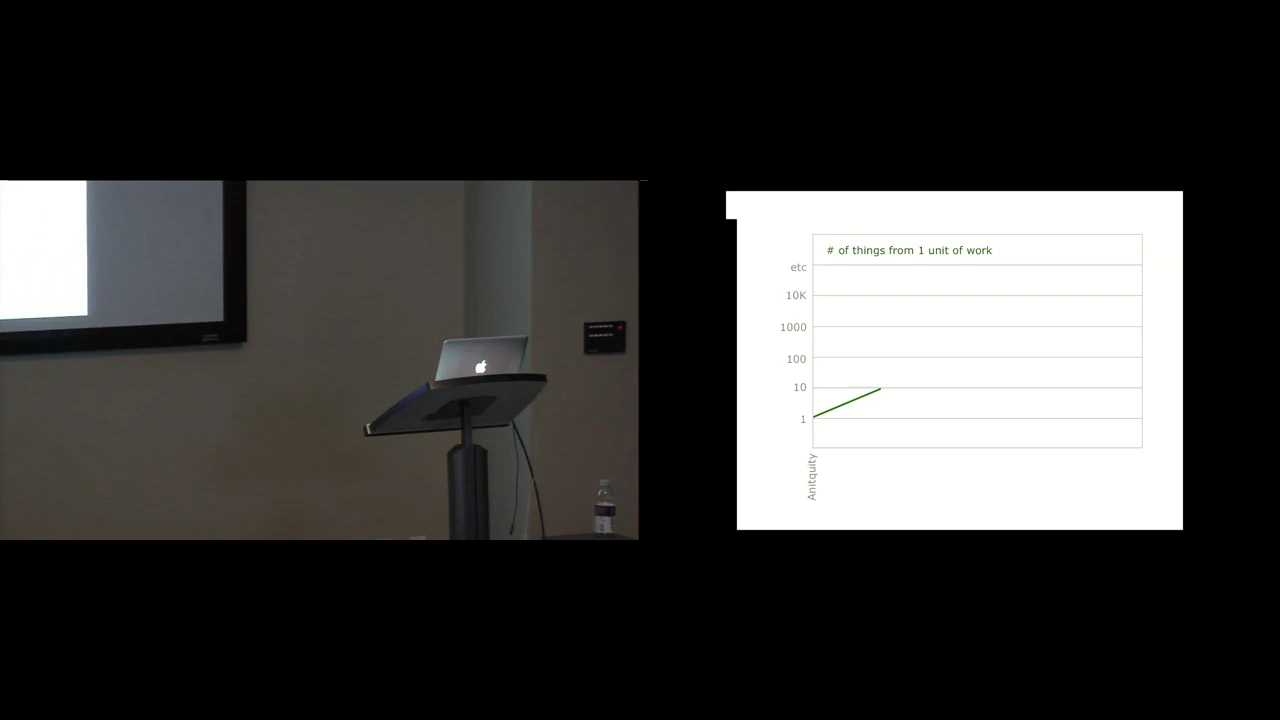 # of things from 1 unit of work
etc
10K
1000
100
10
1
Anitquity